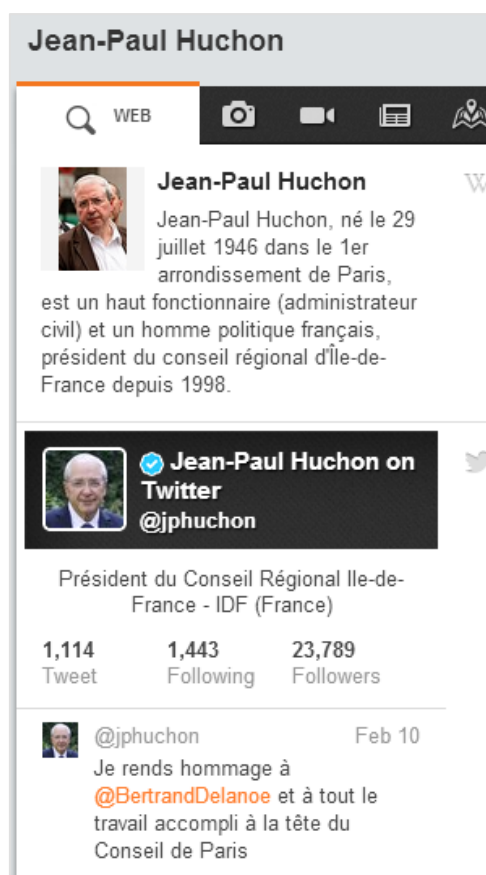 Jean-Paul Huchon
WEB
Jean-Paul Huchon
W
Jean-Paul Huchon, né le 29
juillet 1946 dans le 1er
arrondissement de Paris,
est un haut fonctionnaire (administrateur
civil) et un homme politique français,
président du conseil régional d'Île-de-
France depuis 1998.
Jean-Paul Huchon on
Twitter
@jphuchon
Président du Conseil Régional Ile-de-
France - IDF (France)
1,114 1,443 23,789
Tweet Following Followers
@jphuchon Feb 10
Je rends hommage à
@BertrandDelanoe et à tout le
travail accompli à la tête du
Conseil de Paris